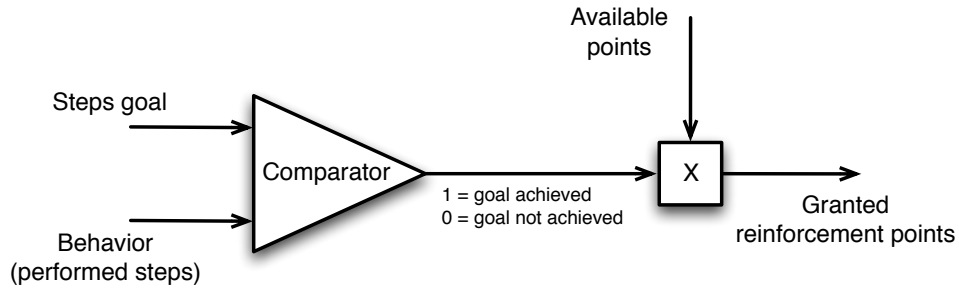 Available
points
Steps goal
Comparator
X
1 = goal achieved
0 = goal not achieved
Granted
reinforcement points
Behavior
(performed steps)